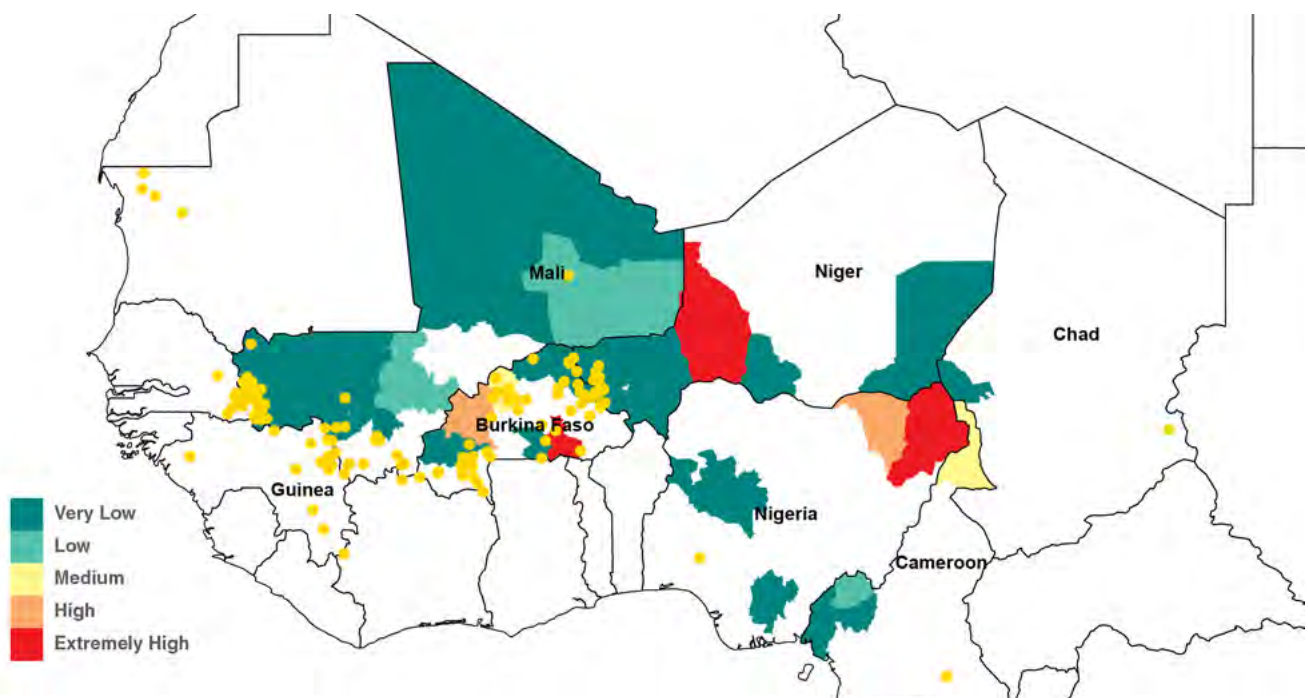 Mali
Niger
Chad
Burkina Faso
Guinea
Nigeria
Cameroon
Very Low
Low
Medium
High
Extremely High